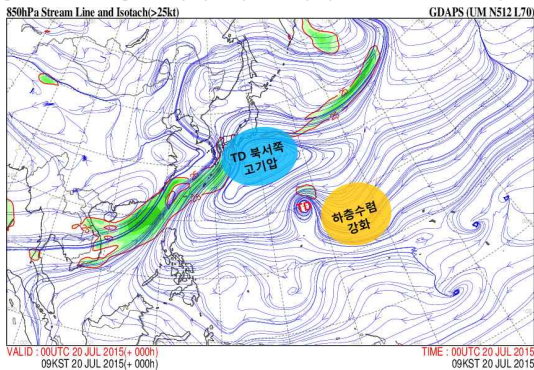 850hPa Stream Line and Isotach(>25kt)
GDAPS (UM N512 L70)
TD 북서쪽
고기압
TD
하층수렴
강화
VALID : 00UTC 20 JUL 2015(+ 000h)
TIME : 00UTC 20 JUL 2015
09KST 20 JUL 2015(+ 000h)
09KST 20 JUL 2015